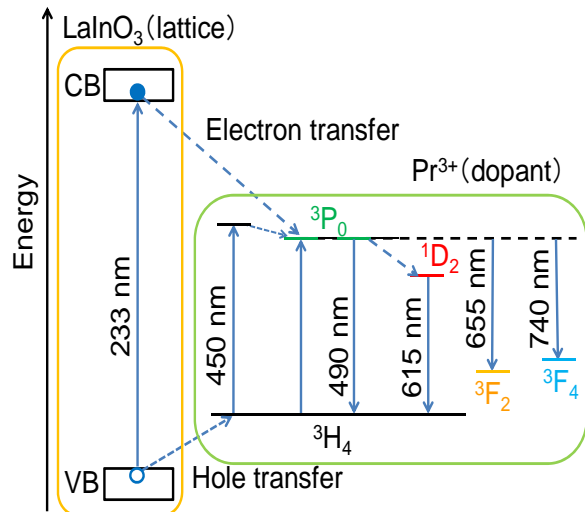 LaInO₃(lattice)
CB
Electron transfer
Pr³⁺(dopant)
Energy
233 nm
³P₀
¹D₂
450 nm
490 nm
615 nm
655 nm
740 nm
³F₂
³F₄
³H₄
VB
Hole transfer